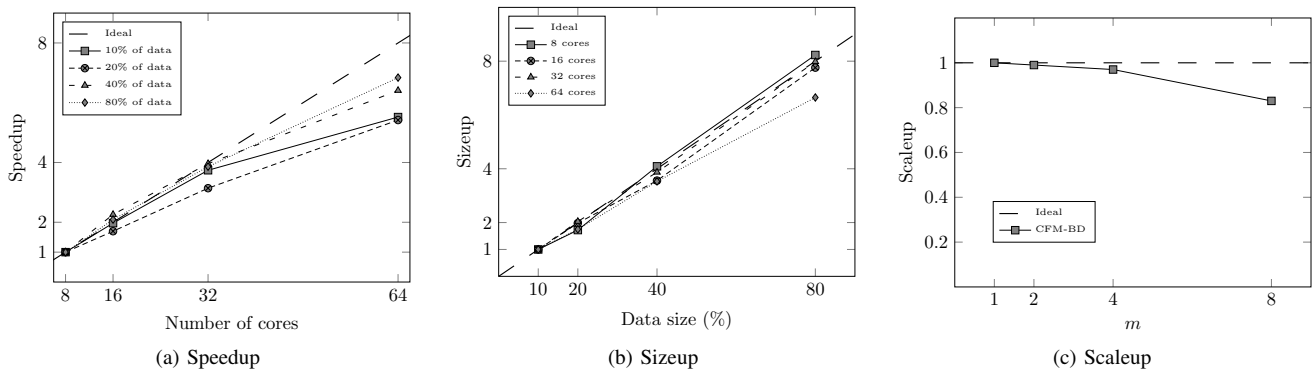 Ideal
10% of data
20% of data
40% of data
80% of data
8
4
2
1
Speedup
8
16
32
64
Number of cores
(a) Speedup
Ideal
8 cores
16 cores
32 cores
64 cores
8
4
2
1
Sizeup
10
20
40
80
Data size (%)
(b) Sizeup
1
0.8
0.6
0.4
0.2
Scaleup
Ideal
CFM-BD
1
2
4
8
m
(c) Scaleup